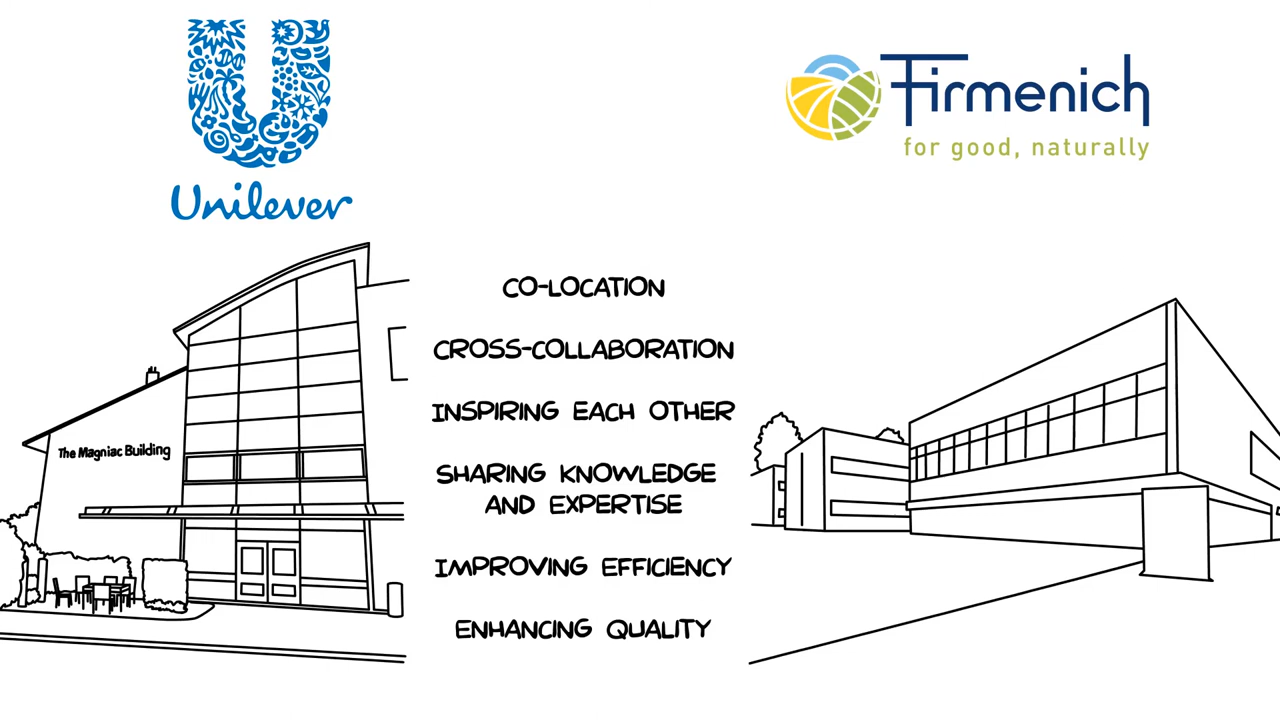 Unilever
Firmenich
for good, naturally
CO-LOCATION
CROSS-COLLABORATION
INSPIRING EACH OTHER
The Magniac Building
SHARING KNOWLEDGE
AND EXPERTISE
IMPROVING EFFICIENCY
ENHANCING QUALITY